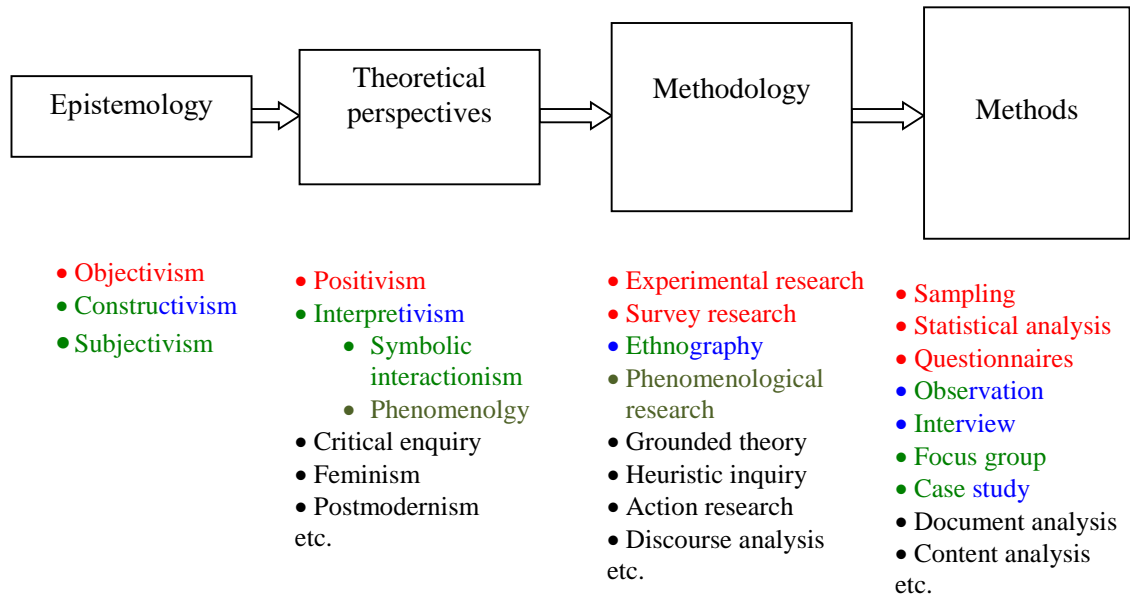 Epistemology
Theoretical
perspectives
Methodology
Methods
• Objectivism
• Constructivism
• Subjectivism
• Positivism
• Interpretivism
• Symbolic
interactionism
• Phenomenolgy
• Critical enquiry
• Feminism
• Postmodernism
etc.
• Experimental research
• Survey research
• Ethnography
• Phenomenological
research
• Grounded theory
• Heuristic inquiry
• Action research
• Discourse analysis
etc.
• Sampling
• Statistical analysis
• Questionnaires
• Observation
• Interview
• Focus group
• Case study
• Document analysis
• Content analysis
etc.